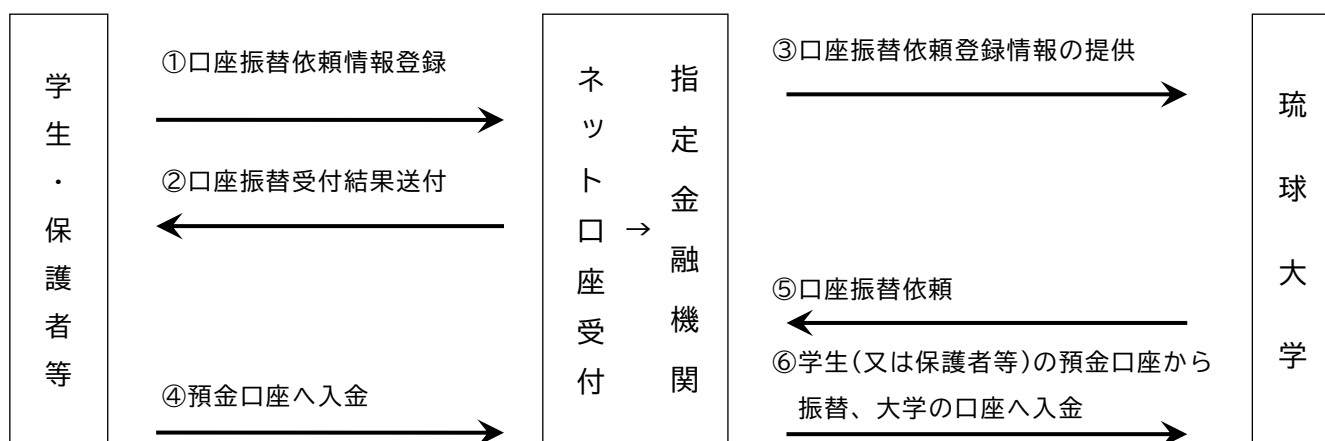 学生・保護者等
①口座振替依頼情報登録
②口座振替受付結果送付
④預金口座へ入金
ネット口座受付
→
指定金融機関
③口座振替依頼登録情報の提供
⑤口座振替依頼
⑥学生(又は保護者等)の預金口座から
振替、大学の口座へ入金
琉球大学